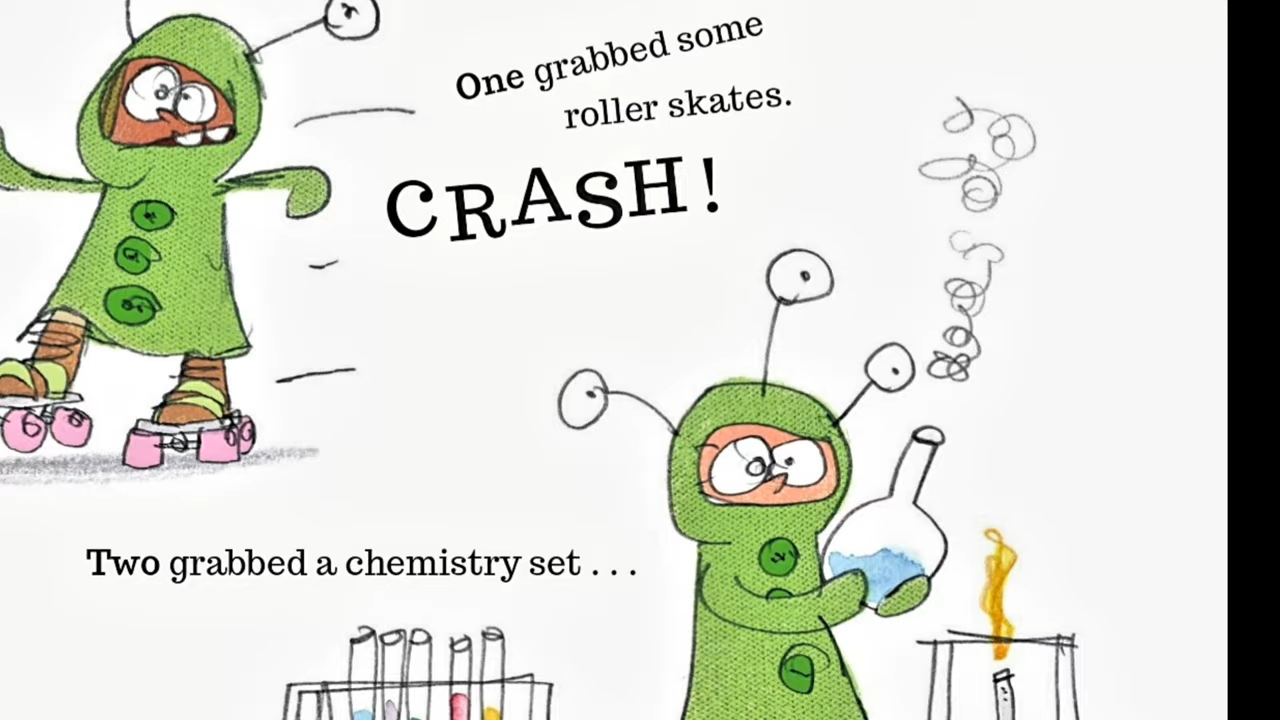 One grabbed some
roller skates.
CRASH!
Two grabbed a chemistry set . . .